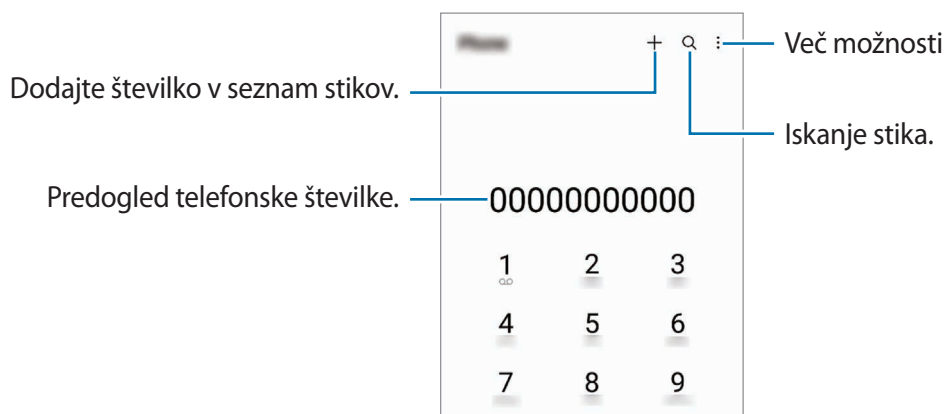 Več možnosti
Dodajte številko v seznam stikov.
Iskanje stika.
Predogled telefonske številke.
00000000000
1 2 3
4 5 6
7 8 9